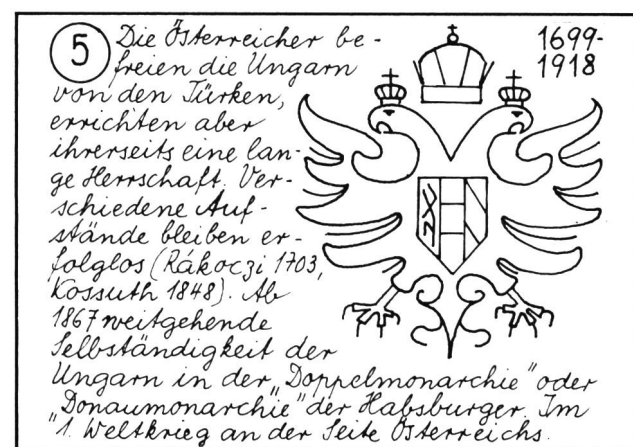 5 Die Österreicher be-
freien die Ungarn
von den Türken,
errichten aber
ihrerseits eine lan-
ge Herrschaft. Ver-
schiedene Auf-
stände bleiben er-
folglos (Rákoczi 1703,
Kossuth 1848). Ab
1867 weitgehende
Selbständigkeit der
Ungarn in der "Doppelmonarchie" oder
"Donaumonarchie" der Habsburger. Im
1. Weltkrieg an der Seite Österreichs.
1699-
1918